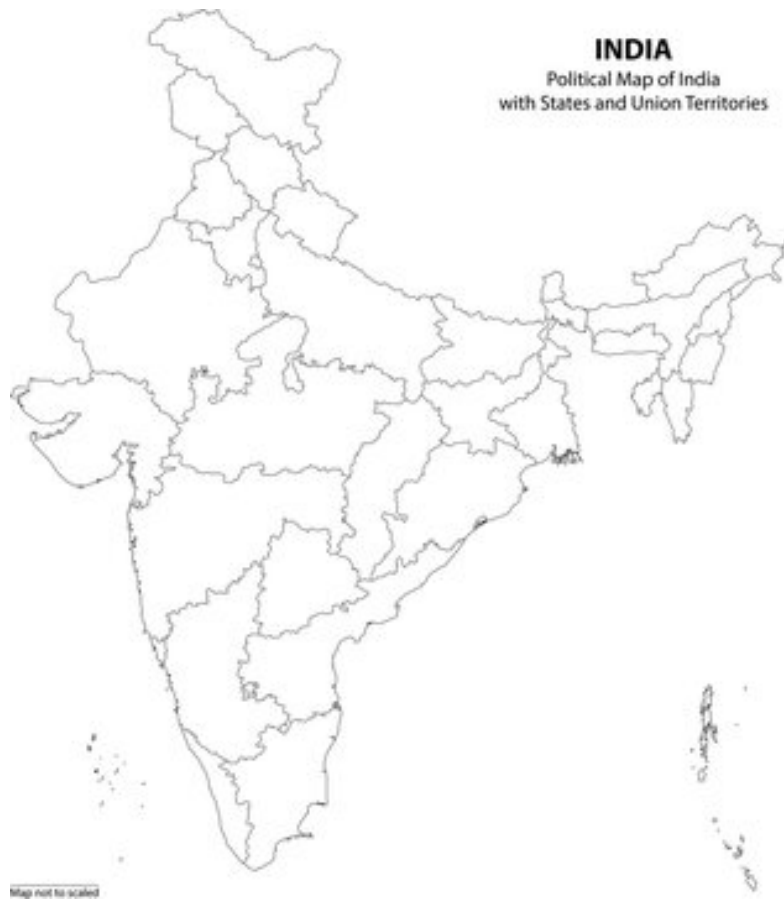 INDIA
Political Map of India
with States and Union Territories
Map not to scaled